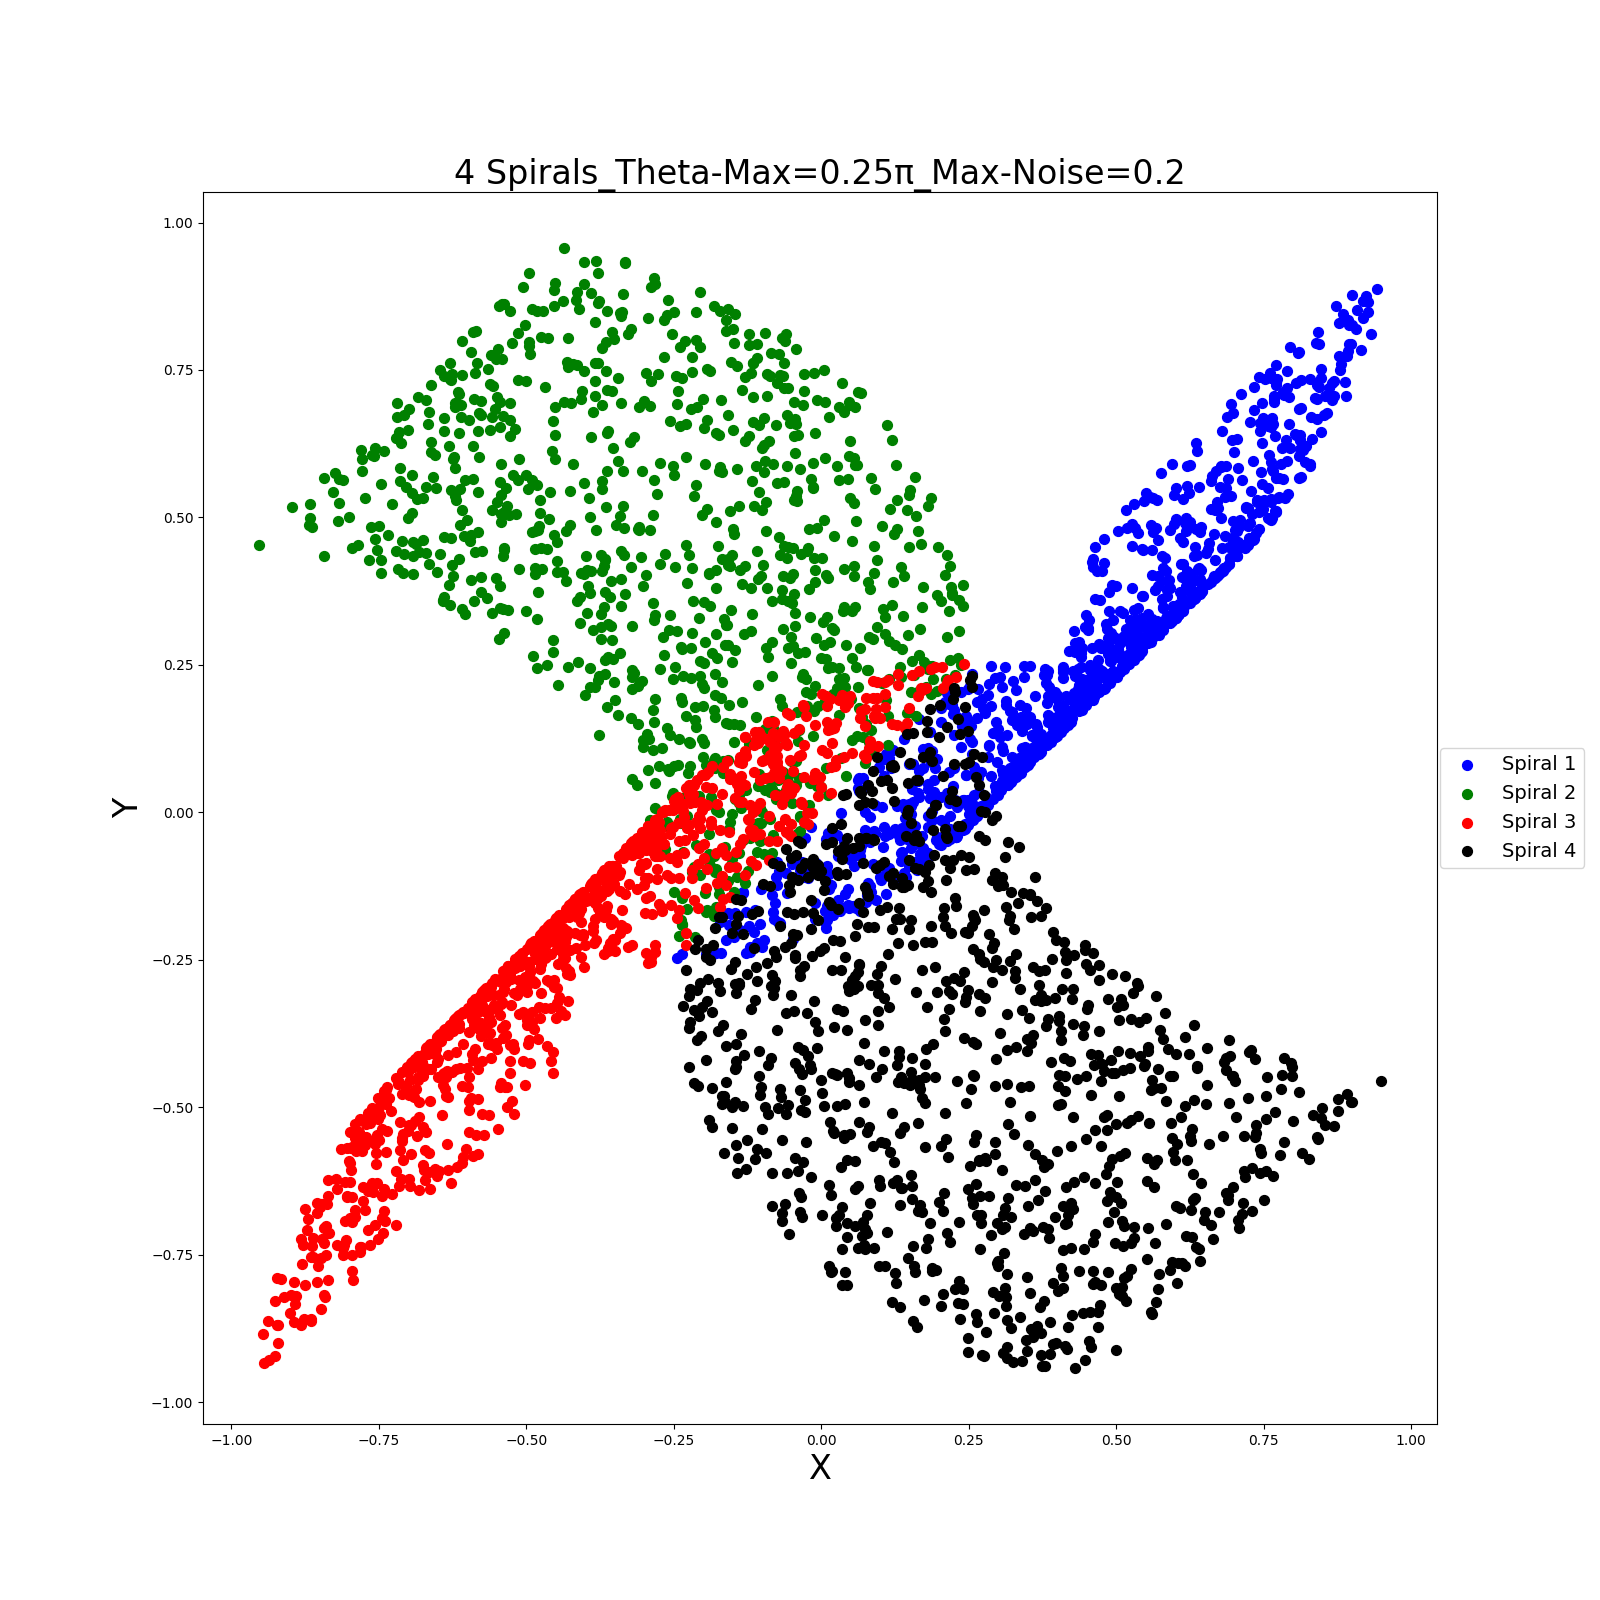 4 Spirals_Theta-Max=0.25π_Max-Noise=0.2
1.00
0.75
0.50
0.25
0.00
−0.25
−0.50
−0.75
−1.00
Y
−1.00 −0.75 −0.50 −0.25 0.00 0.25 0.50 0.75 1.00
X
Spiral 1
Spiral 2
Spiral 3
Spiral 4